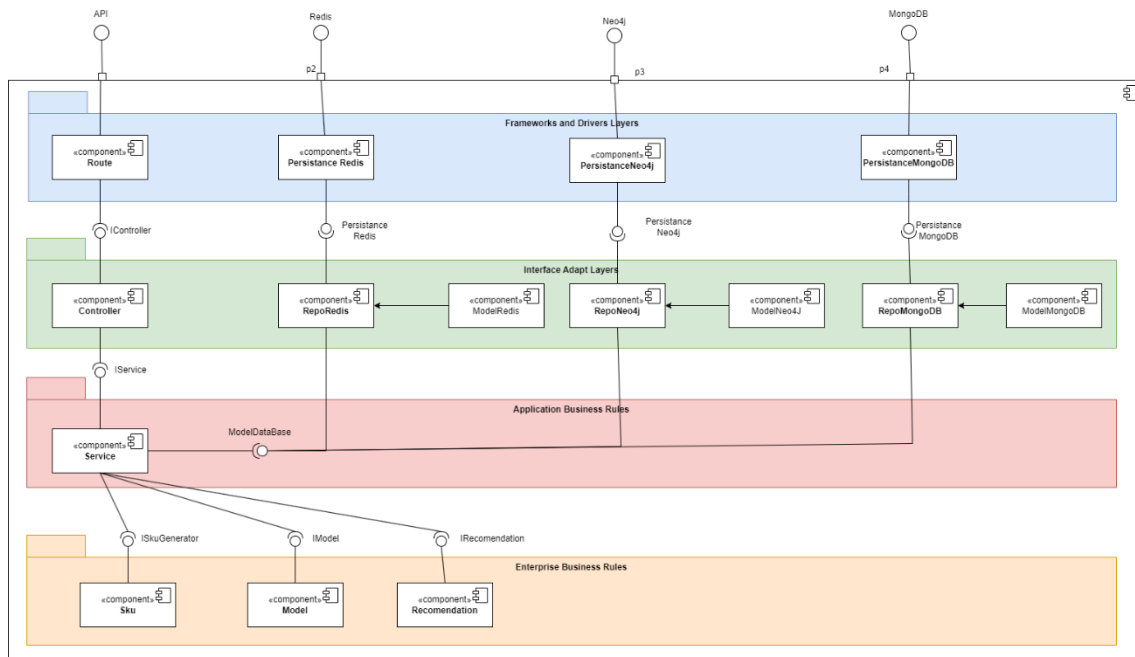 API
Redis
Neo4j
MongoDB
p2
p3
p4
Frameworks and Drivers Layers
«component»
Route
«component»
Persistance Redis
«component»
PersistanceNeo4j
«component»
PersistanceMongoDB
IController
Persistance
Redis
Persistance
Neo4j
Persistance
MongoDB
Interface Adapt Layers
«component»
Controller
«component»
RepoRedis
«component»
ModelRedis
«component»
RepoNeo4j
«component»
ModelNeo4J
«component»
RepoMongoDB
«component»
ModelMongoDB
IService
Application Business Rules
«component»
Service
ModelDataBase
ISkuGenerator
IModel
IRecomendation
Enterprise Business Rules
«component»
Sku
«component»
Model
«component»
Recomendation